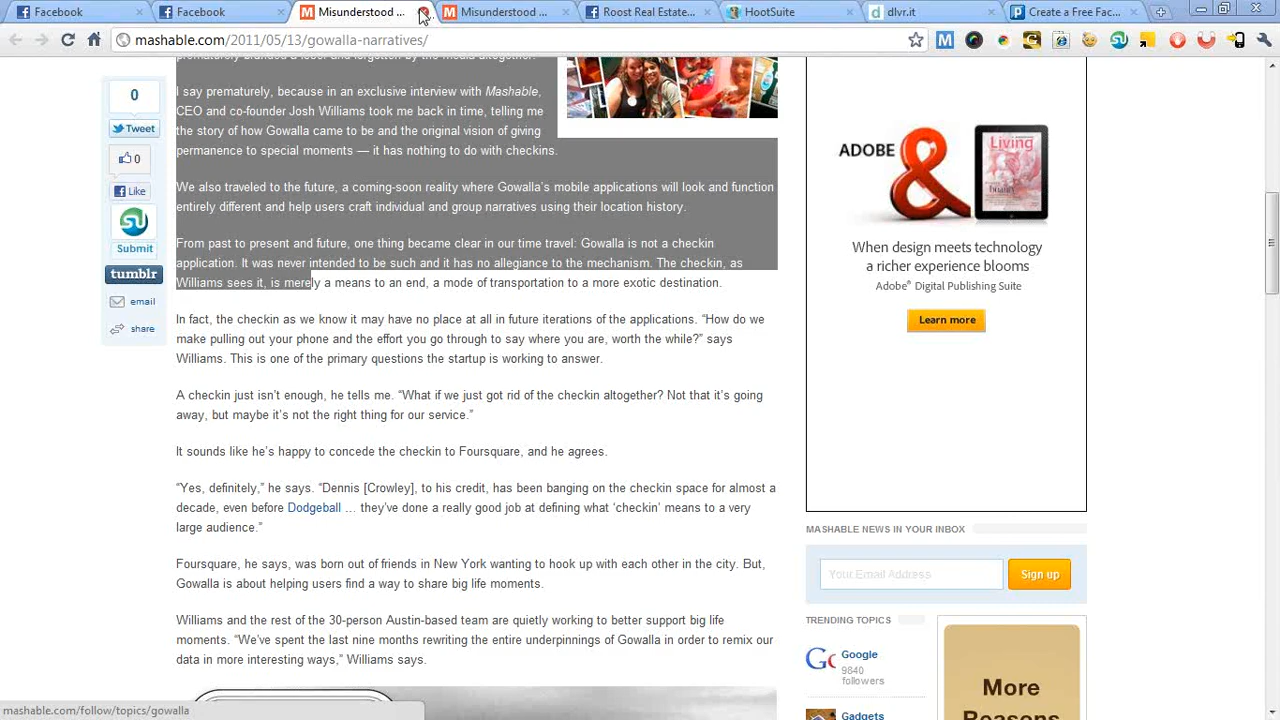 Facebook
Facebook
Misunderstood ...
Misunderstood ...
Roost Real Estate...
HootSuite
dlvr.it
Create a Free Fac...
mashable.com/2011/05/13/gowalla-narratives/
0
Tweet
0
Like
Submit
tumblr
email
share
I say prematurely, because in an exclusive interview with Mashable,
CEO and co-founder Josh Williams took me back in time, telling me
the story of how Gowalla came to be and the original vision of giving
permanence to special moments — it has nothing to do with checkins.
We also traveled to the future, a coming-soon reality where Gowalla's mobile applications will look and function
entirely different and help users craft individual and group narratives using their location history.
From past to present and future, one thing became clear in our time travel: Gowalla is not a checkin
application. It was never intended to be such and it has no allegiance to the mechanism. The checkin, as
Williams sees it, is merely a means to an end, a mode of transportation to a more exotic destination.
In fact, the checkin as we know it may have no place at all in future iterations of the applications. “How do we
make pulling out your phone and the effort you go through to say where you are, worth the while?” says
Williams. This is one of the primary questions the startup is working to answer.
A checkin just isn't enough, he tells me. “What if we just got rid of the checkin altogether? Not that it's going
away, but maybe it's not the right thing for our service.”
It sounds like he's happy to concede the checkin to Foursquare, and he agrees.
“Yes, definitely,” he says. “Dennis [Crowley], to his credit, has been banging on the checkin space for almost a
decade, even before Dodgeball … they've done a really good job at defining what ‘checkin’ means to a very
large audience.”
Foursquare, he says, was born out of friends in New York wanting to hook up with each other in the city. But,
Gowalla is about helping users find a way to share big life moments.
Williams and the rest of the 30-person Austin-based team are quietly working to better support big life
moments. “We've spent the last nine months rewriting the entire underpinnings of Gowalla in order to remix our
data in more interesting ways,” Williams says.
ADOBE &
Living
When design meets technology
a richer experience blooms
Adobe® Digital Publishing Suite
Learn more
MASHABLE NEWS IN YOUR INBOX
Your Email Address
Sign up
TRENDING TOPICS
Google
9840
followers
Gadgets
More
Reasons
mashable.com/follow/topics/gowalla